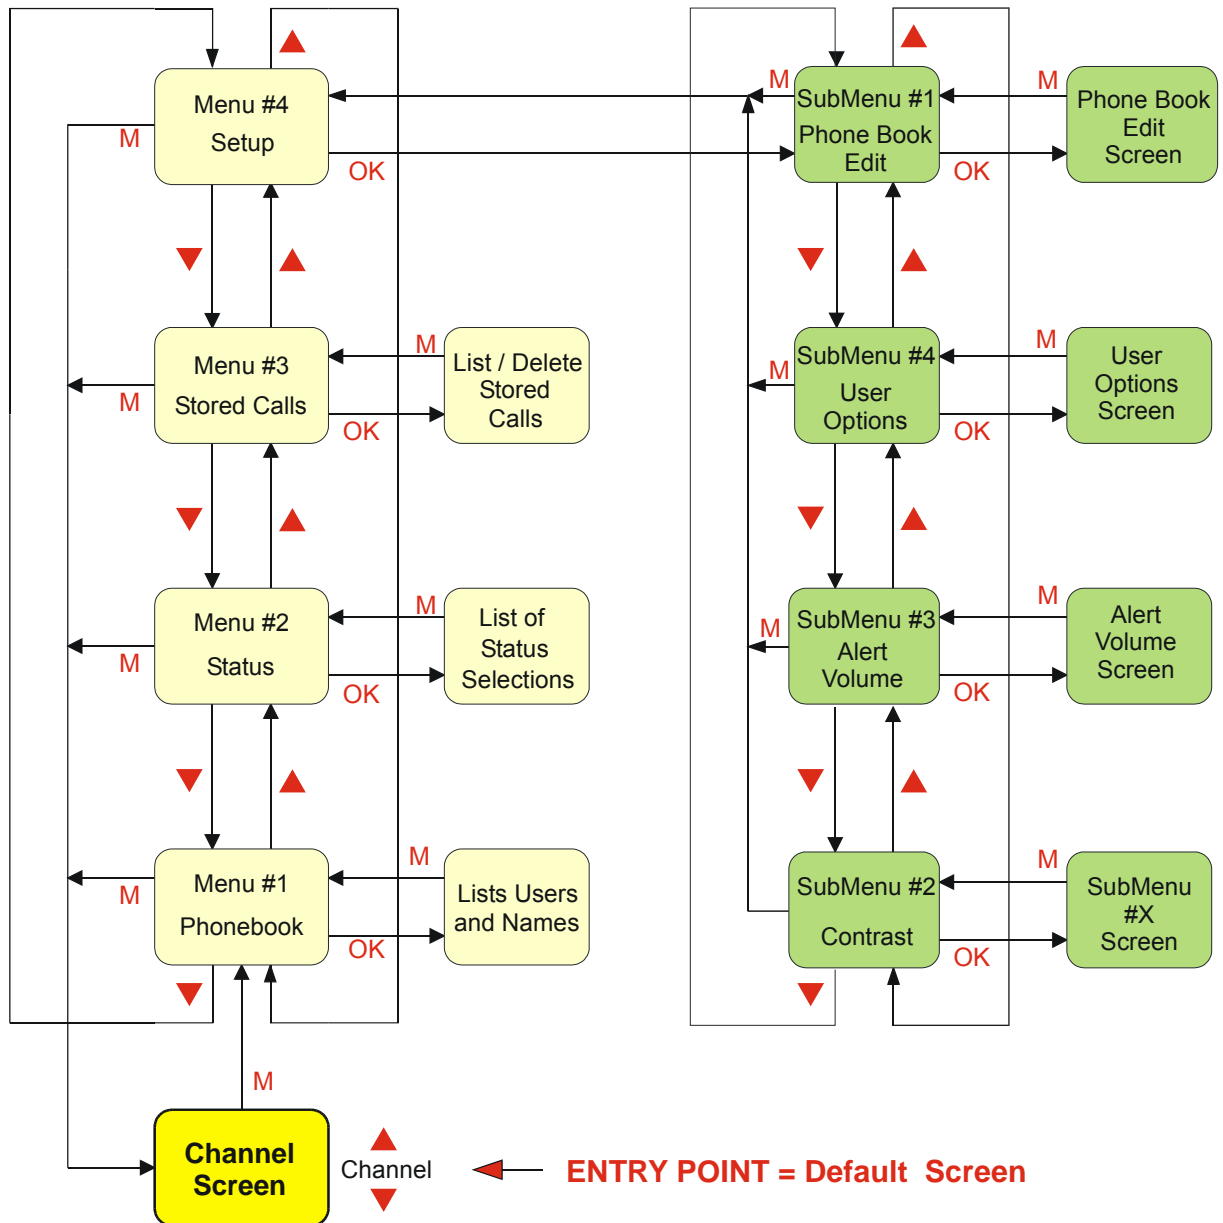 Menu #4
Setup
M
OK
M
SubMenu #1
Phone Book
Edit
M
OK
Phone Book
Edit
Screen
Menu #3
Stored Calls
M
OK
M
List / Delete
Stored
Calls
M
SubMenu #4
User
Options
M
OK
User
Options
Screen
Menu #2
Status
M
OK
M
List of
Status
Selections
M
SubMenu #3
Alert
Volume
M
OK
Alert
Volume
Screen
Menu #1
Phonebook
M
OK
M
Lists Users
and Names
SubMenu #2
Contrast
M
OK
SubMenu
#X
Screen
M
Channel
Screen
Channel
ENTRY POINT = Default Screen